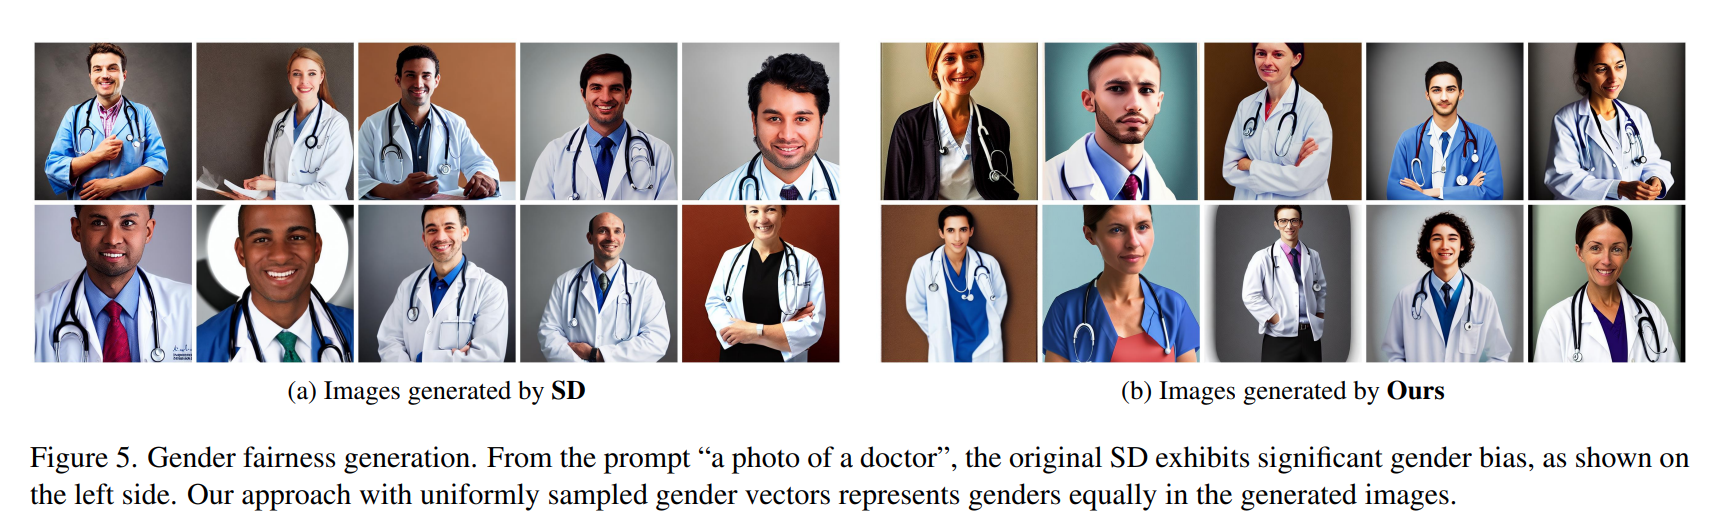 (a) Images generated by SD
(b) Images generated by Ours
Figure 5. Gender fairness generation. From the prompt “a photo of a doctor”, the original SD exhibits significant gender bias, as shown on
the left side. Our approach with uniformly sampled gender vectors represents genders equally in the generated images.